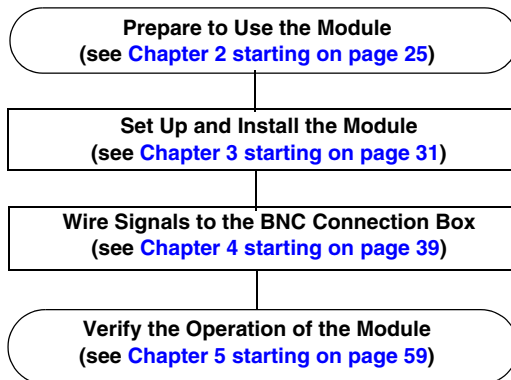 Prepare to Use the Module
(see Chapter 2 starting on page 25)
Set Up and Install the Module
(see Chapter 3 starting on page 31)
Wire Signals to the BNC Connection Box
(see Chapter 4 starting on page 39)
Verify the Operation of the Module
(see Chapter 5 starting on page 59)